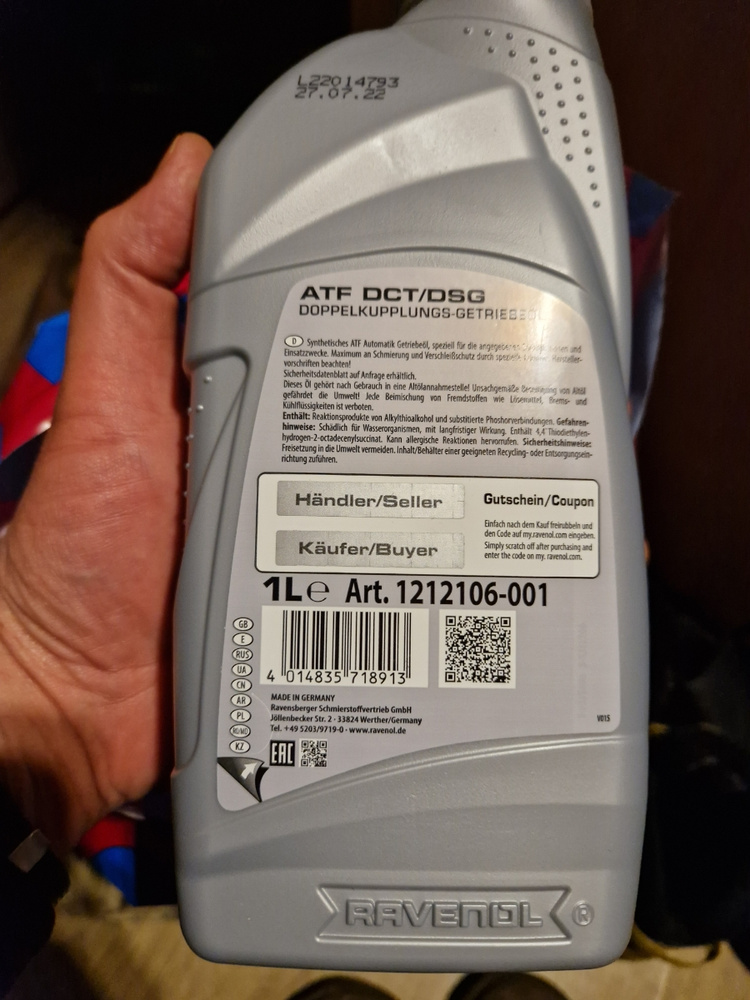 L22014793
27.07.22
ATF DCT/DSG
DOPPELKUPPLUNGS-GETRIEBEÖL
D Synthetisches ATF Automatik Getriebeöl, speziell für die angegebenen und
Einsatzzwecke. Maximum an Schmierung und Verschleißschutz durch Hersteller-
vorschriften beachten!
Sicherheitsdatenblatt auf Anfrage erhältlich.
Dieses Öl gehört nach Gebrauch in eine Altölannahmestelle! Unsachgemäße Beseitigung von Altöl
gefährdet die Umwelt! Jede Beimischung von Fremdstoffen wie Lösemittel, Brems- und
Kühlflüssigkeiten ist verboten.
Enthält: Reaktionsprodukte von Alkylthioalkohol und substitierte Phoshorverbindungen. Gefahren-
hinweise: Schädlich für Wasserorganismen, mit langfristiger Wirkung. Enthält 4,4'Thiodiethylen-
hydrogen-2-octadecenylsuccinat. Kann allergische Reaktionen hervorrufen. Sicherheitshinweise:
Freisetzung in die Umwelt vermeiden. Inhalt/Behälter einer geeigneten Recycling- oder Entsorgungsein-
richtung zuführen.
Händler/Seller
Käufer/Buyer
Gutschein/Coupon
Einfach nach dem Kauf freirubbeln und
den Code auf my.ravenol.com eingeben.
Simply scratch off after purchasing and
enter the code on my. ravenol.com.
1L e Art. 1212106-001
4 014835 718913
GB
E
RUS
UA
CN
AR
PL
RO/MD
KZ
MADE IN GERMANY
Ravensberger Schmierstoffvertrieb GmbH
Jöllenbecker Str. 2 · 33824 Werther/Germany
Tel. +49 5203/9719-0 · www.ravenol.de
V015
EAC
RAVENOL ®